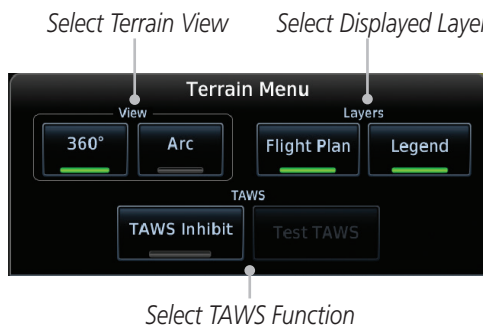 Select Terrain View
Select Displayed
Terrain Menu
View
Layers
360°
Arc
Flight Plan
Legend
TAWS
TAWS Inhibit
Test TAWS
Select TAWS Function